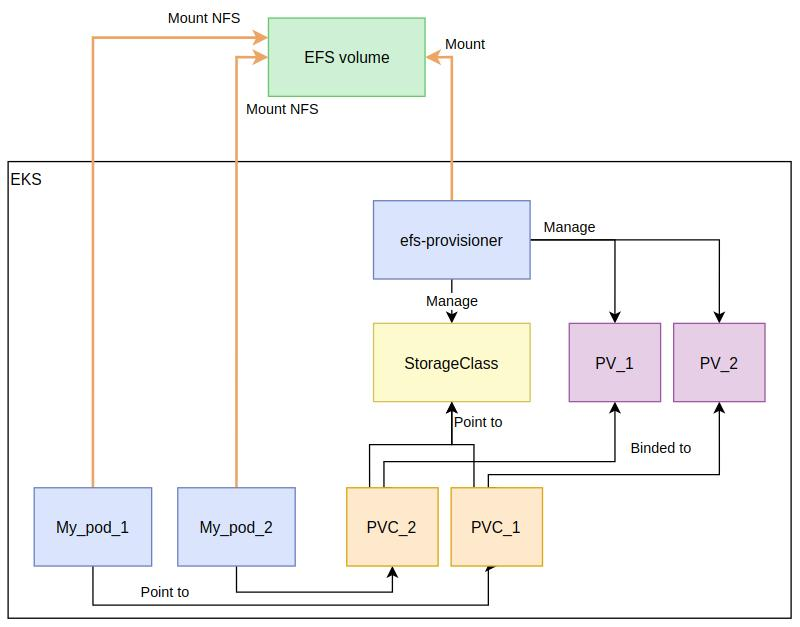 Mount NFS
EFS volume
Mount
Mount NFS
EKS
efs-provisioner
Manage
Manage
StorageClass
PV_1
PV_2
Point to
Binded to
My_pod_1
My_pod_2
PVC_2
PVC_1
Point to